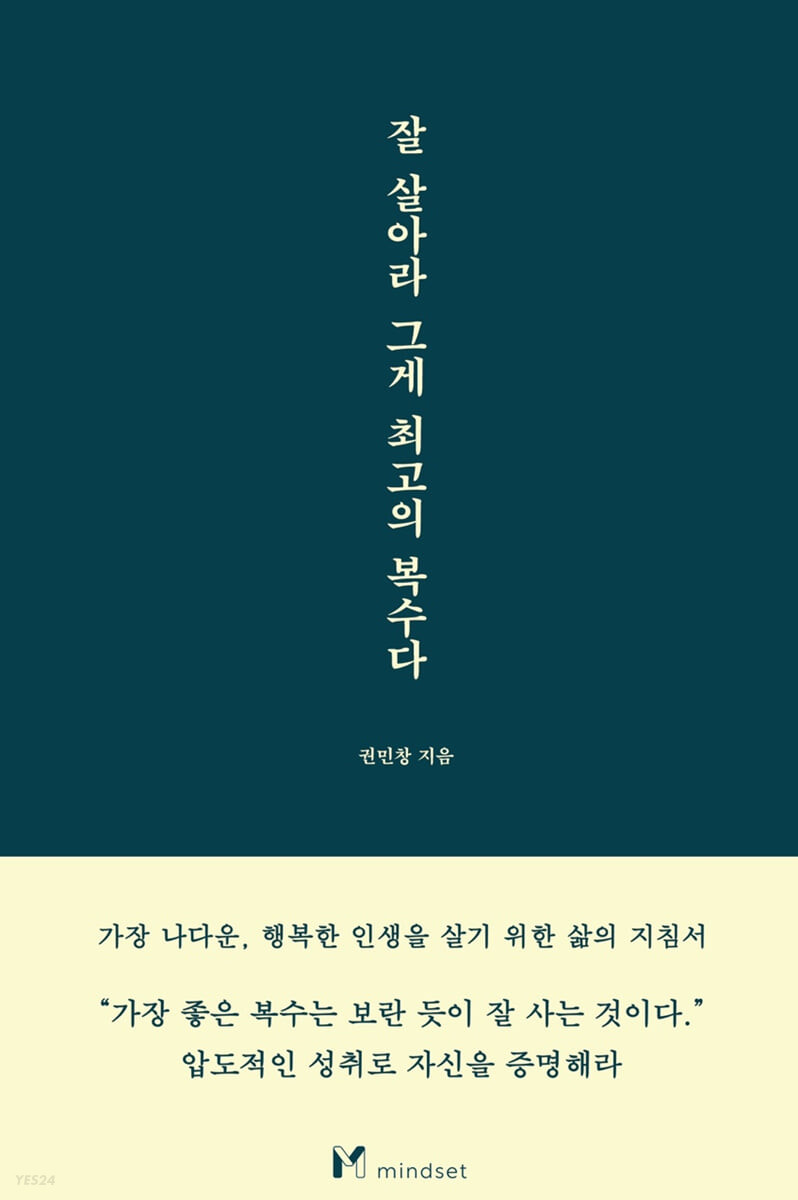 잘 살아라 그게 최고의 복수다
권민창 지음
가장 나다운, 행복한 인생을 살기 위한 삶의 지침서
“가장 좋은 복수는 보란 듯이 잘 사는 것이다.”
압도적인 성취로 자신을 증명해라
M mindset
YES24